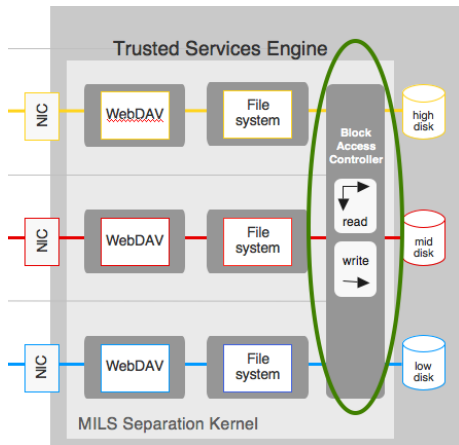 Trusted Services Engine
NIC
WebDAV
File
system
high
disk
Block
Access
Controller
read
NIC
WebDAV
File
system
mid
disk
write
NIC
WebDAV
File
system
low
disk
MILS Separation Kernel